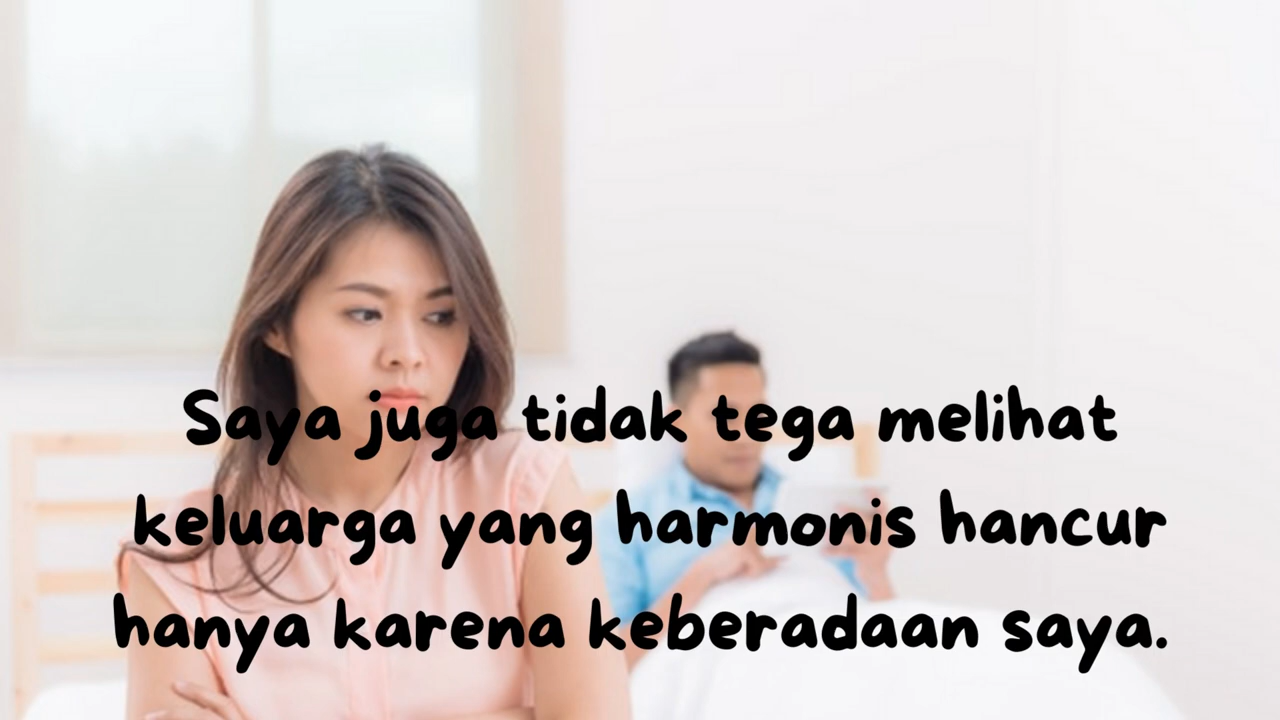 Saya juga tidak tega melihat
keluarga yang harmonis hancur
hanya karena keberadaan saya.